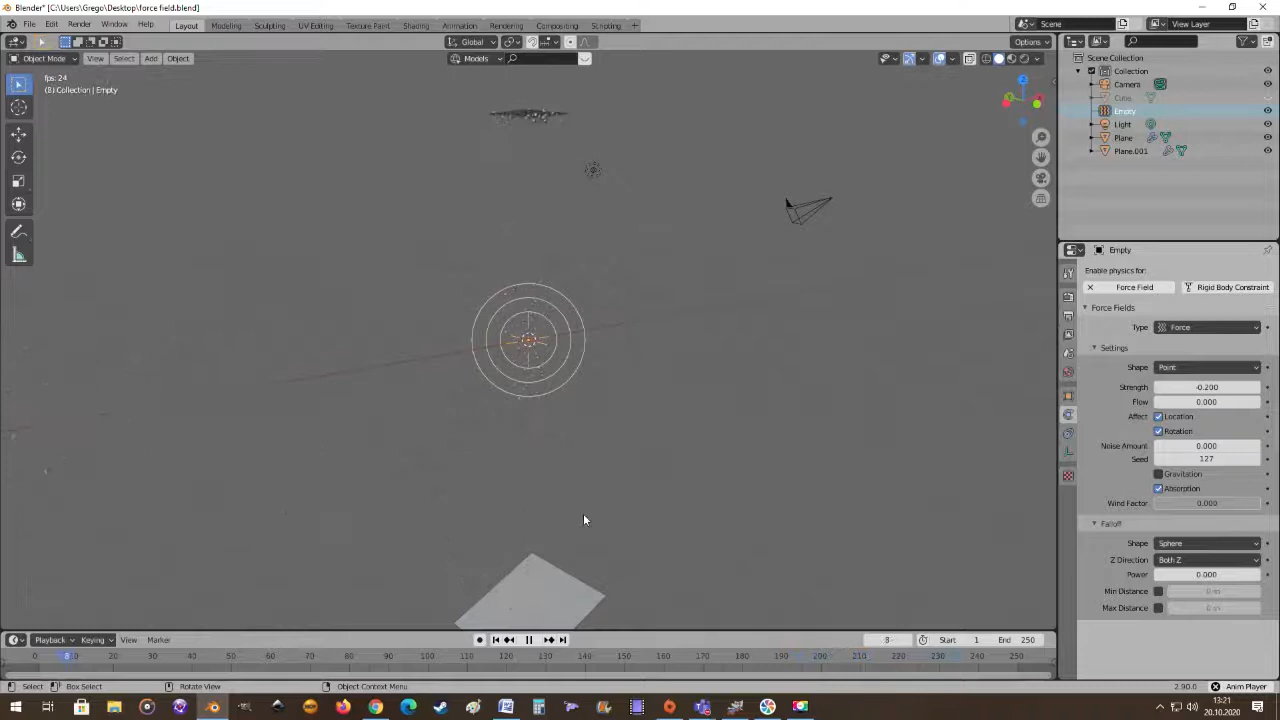 Blender* [C:\Users\Grego\Desktop\force field.blend]
File Edit Render Window Help Layout Modeling Sculpting UV Editing Texture Paint Shading Animation Rendering Compositing Scripting + Scene View Layer
Global Options
Object Mode View Select Add Object Models
fps: 24
(8) Collection | Empty
Z
Scene Collection
Collection
Camera
Cube
Empty
Light
Plane
Plane.001
Empty
Enable physics for:
Force Field Rigid Body Constraint
Force Fields
Type Force
Settings
Shape Point
Strength -0.200
Flow 0.000
Affect Location
Rotation
Noise Amount 0.000
Seed 127
Gravitation
Absorption
Wind Factor 0.000
Falloff
Shape Sphere
Z Direction Both Z
Power 0.000
Min Distance 0 m
Max Distance 0 m
Playback Keying View Marker 8 Start 1 End 250
0 8 10 20 30 40 50 60 70 80 90 100 110 120 130 140 150 160 170 180 190 200 210 220 230 240 250
Select Box Select Rotate View Object Context Menu 2.90.0 Anim Player
13:21
20.10.2020